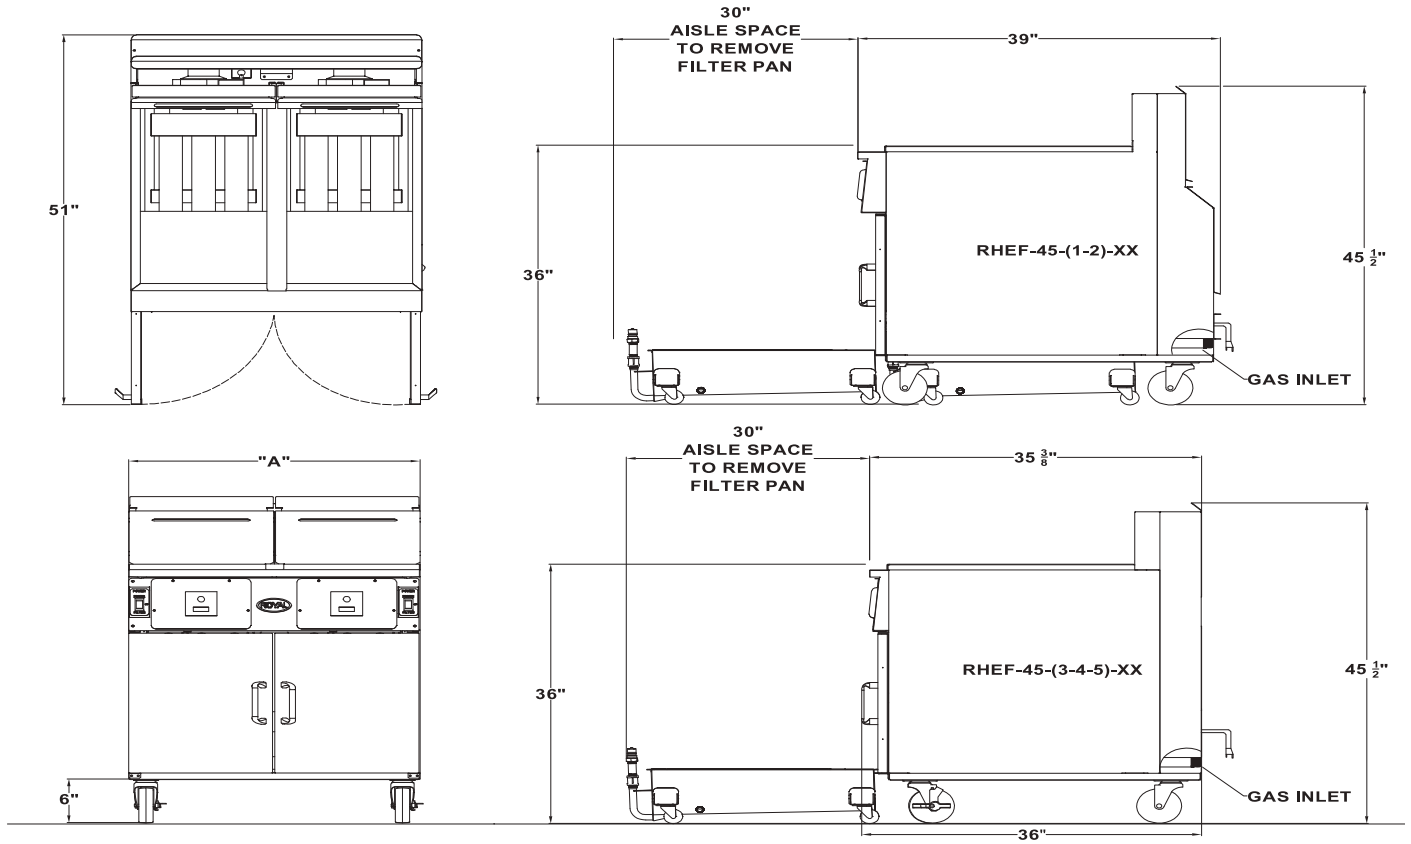 30"
AISLE SPACE
TO REMOVE
FILTER PAN
39"
51"
36"
RHEF-45-(1-2)-XX
45 1/2"
GAS INLET
30"
AISLE SPACE
TO REMOVE
FILTER PAN
35 3/8"
"A"
ROYAL
36"
RHEF-45-(3-4-5)-XX
45 1/2"
6"
GAS INLET
36"